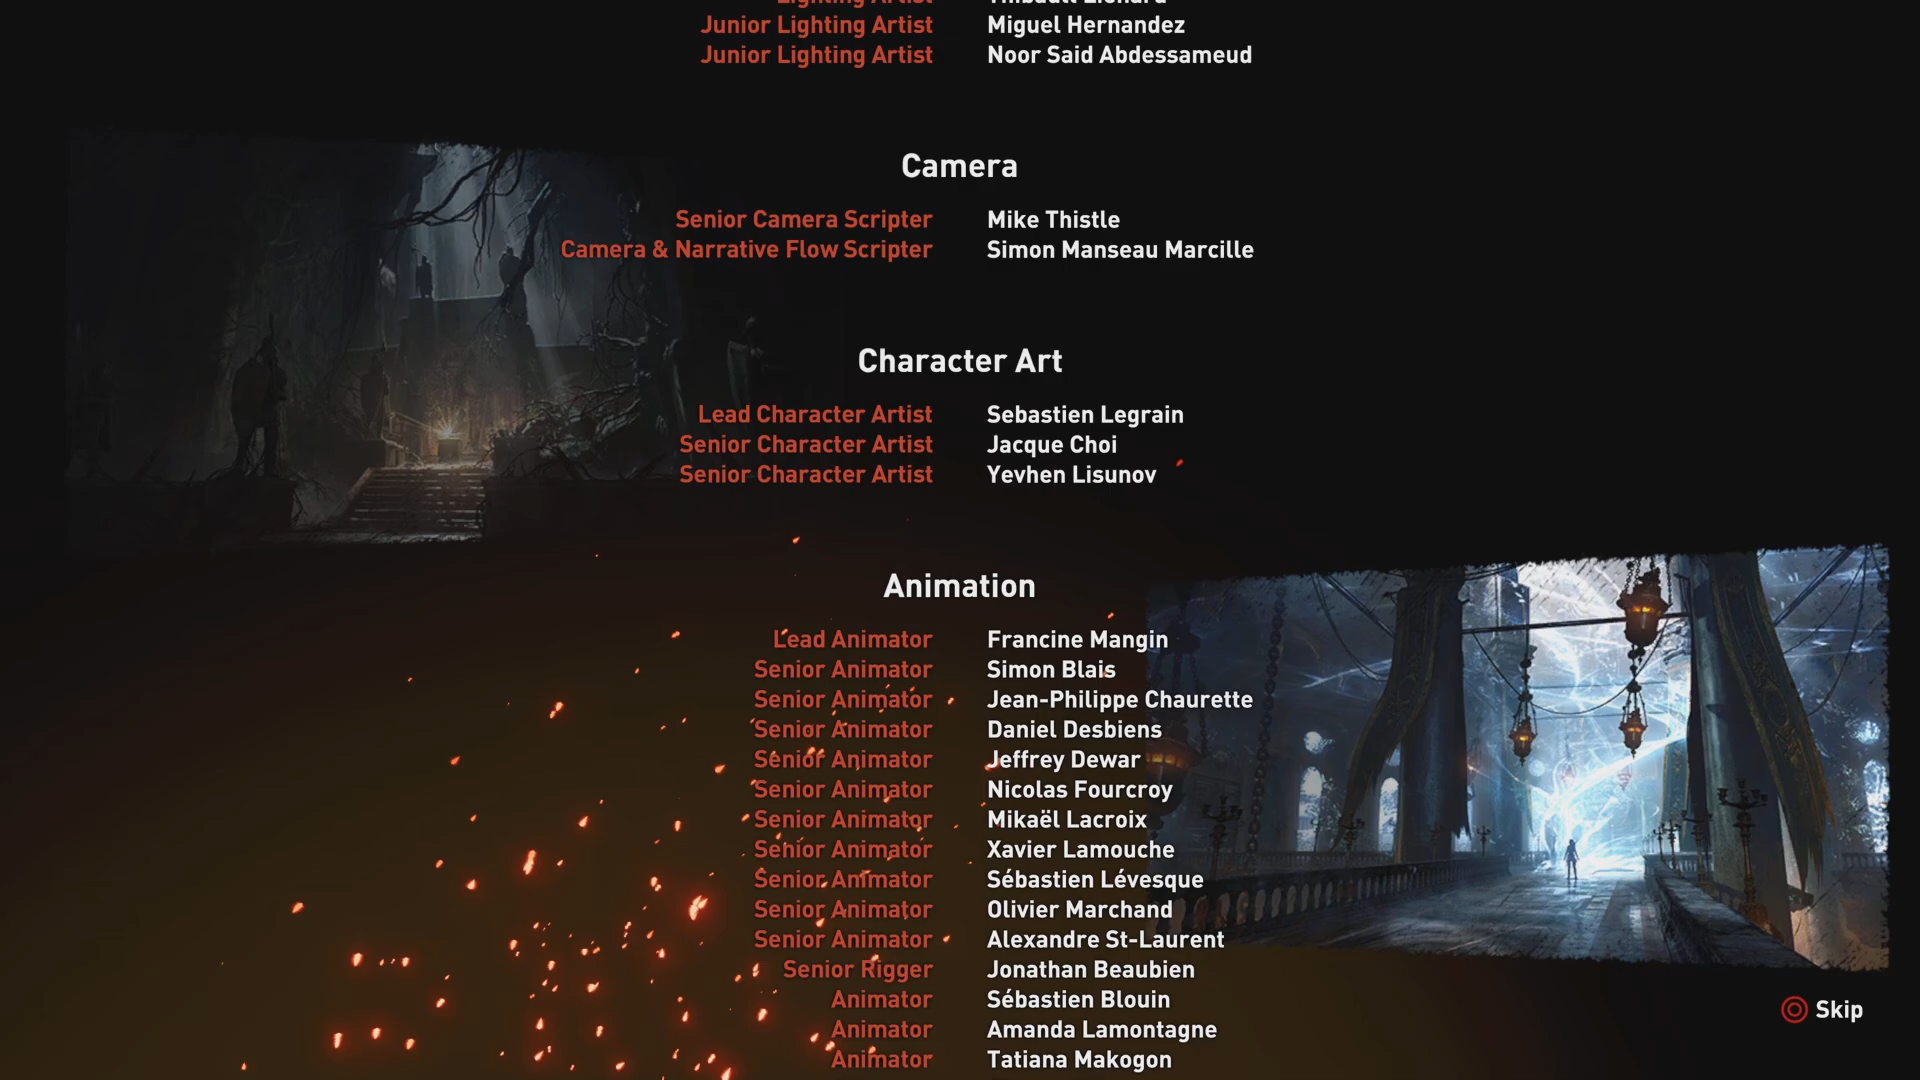 Lighting Artist Thibault Lienard
Junior Lighting Artist Miguel Hernandez
Junior Lighting Artist Noor Said Abdessameud
Camera
Senior Camera Scripter Mike Thistle
Camera & Narrative Flow Scripter Simon Manseau Marcille
Character Art
Lead Character Artist Sebastien Legrain
Senior Character Artist Jacque Choi
Senior Character Artist Yevhen Lisunov
Animation
Lead Animator Francine Mangin
Senior Animator Simon Blais
Senior Animator Jean-Philippe Chaurette
Senior Animator Daniel Desbiens
Senior Animator Jeffrey Dewar
Senior Animator Nicolas Fourcroy
Senior Animator Mikaël Lacroix
Senior Animator Xavier Lamouche
Senior Animator Sébastien Lévesque
Senior Animator Olivier Marchand
Senior Animator Alexandre St-Laurent
Senior Rigger Jonathan Beaubien
Animator Sébastien Blouin
Skip
Animator Amanda Lamontagne
Animator Tatiana Makogon